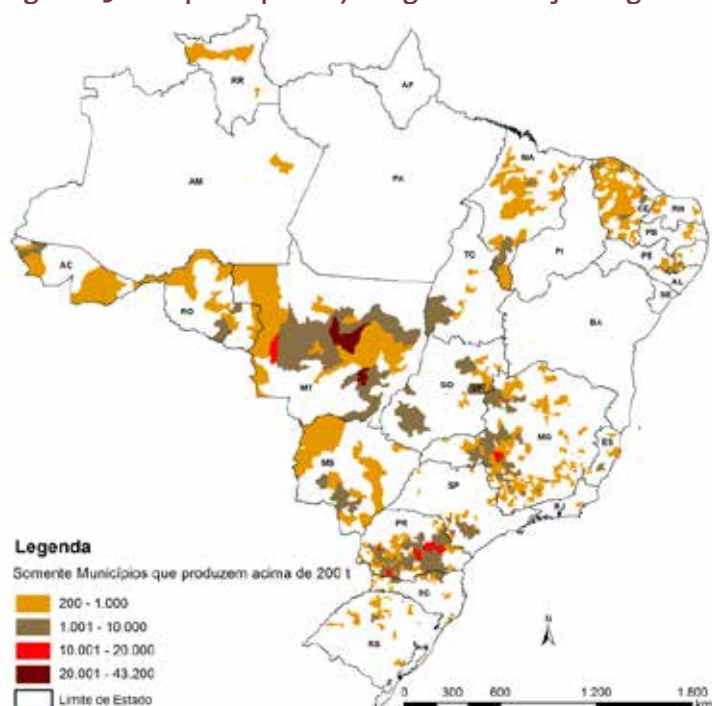 RR
AP
AM
PA
MA
CE
RN
PB
PE
AL
SE
PI
TC
AC
RO
BA
MT
GO
DF
MG
ES
MS
SP
RJ
PR
SC
RS
Legenda
Somente Municípios que produzem acima de 200 t
200 - 1.000
1.001 - 10.000
10.001 - 20.000
20.001 - 43.200
Limite de Estado
N
0 300 600 1.200 1.800
km